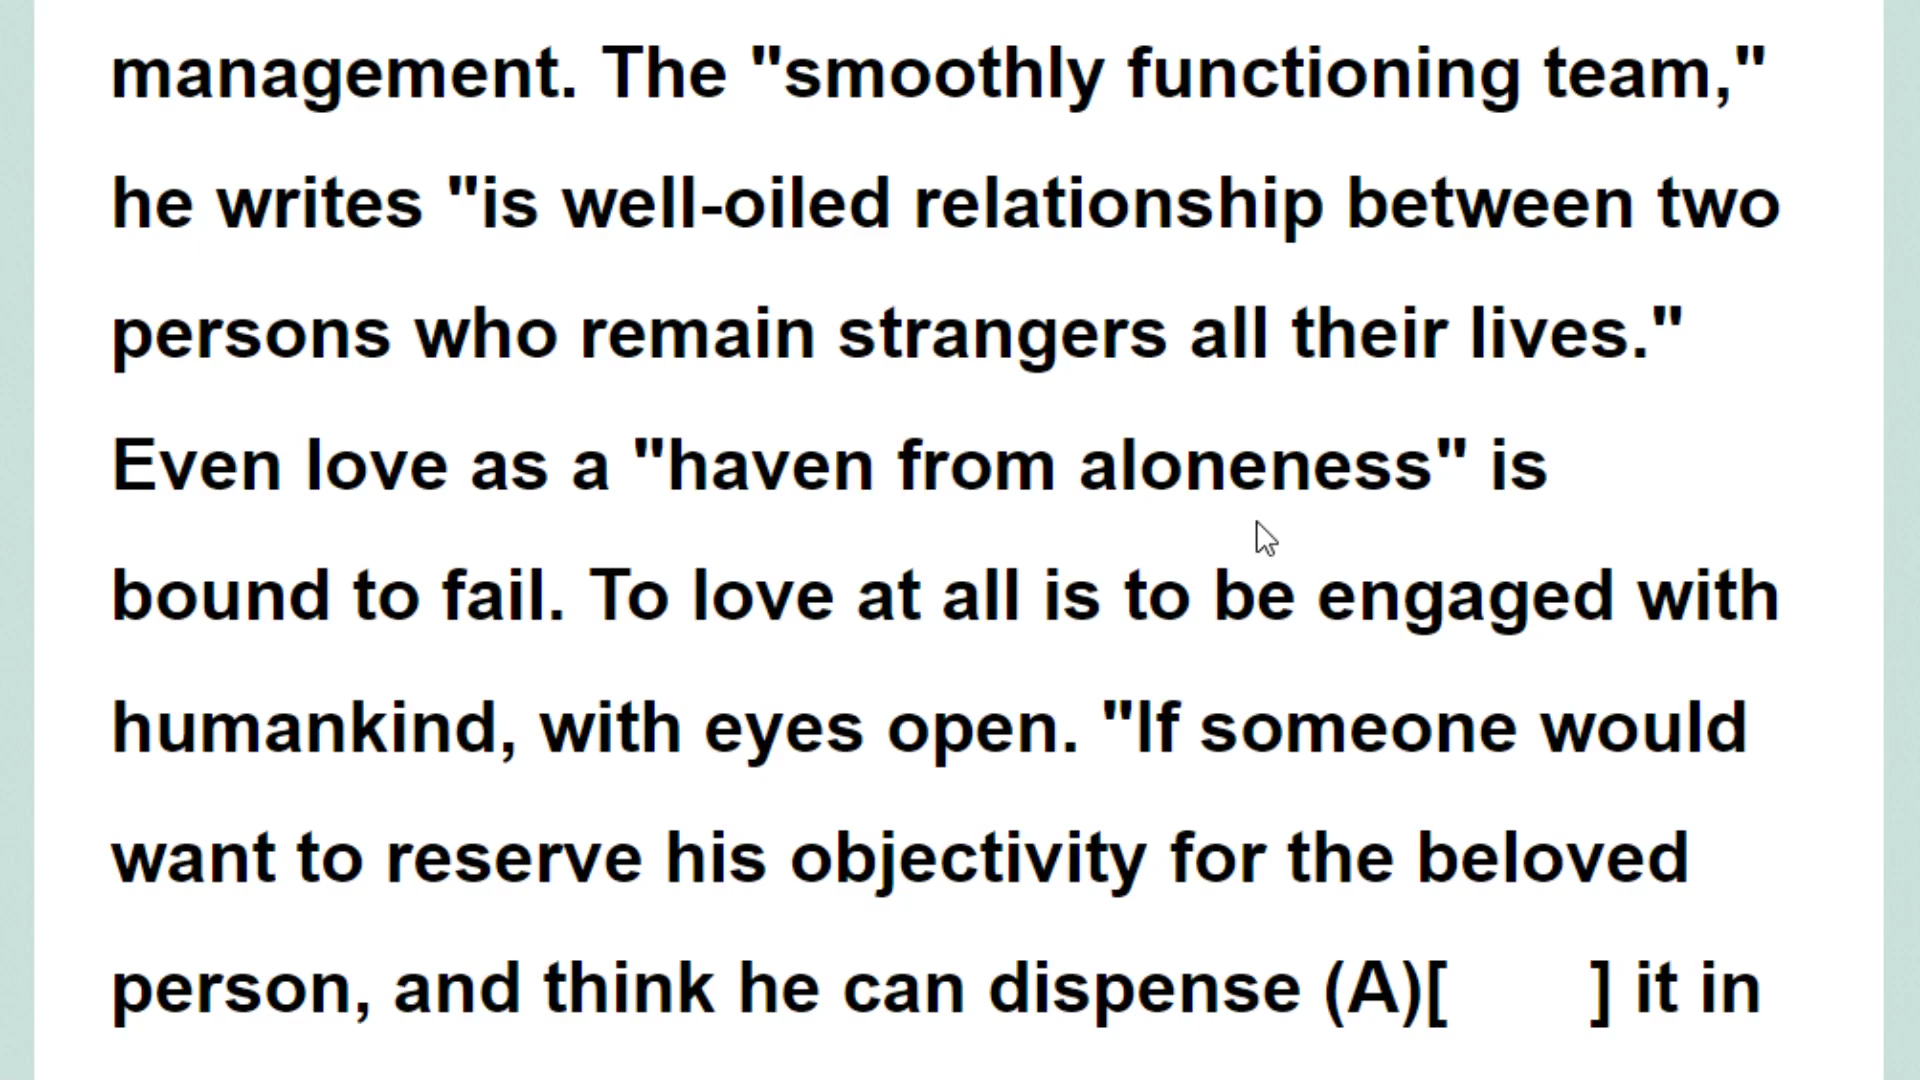 management. The "smoothly functioning team,"
he writes "is well-oiled relationship between two
persons who remain strangers all their lives."
Even love as a "haven from aloneness" is
bound to fail. To love at all is to be engaged with
humankind, with eyes open. "If someone would
want to reserve his objectivity for the beloved
person, and think he can dispense (A)[ ] it in